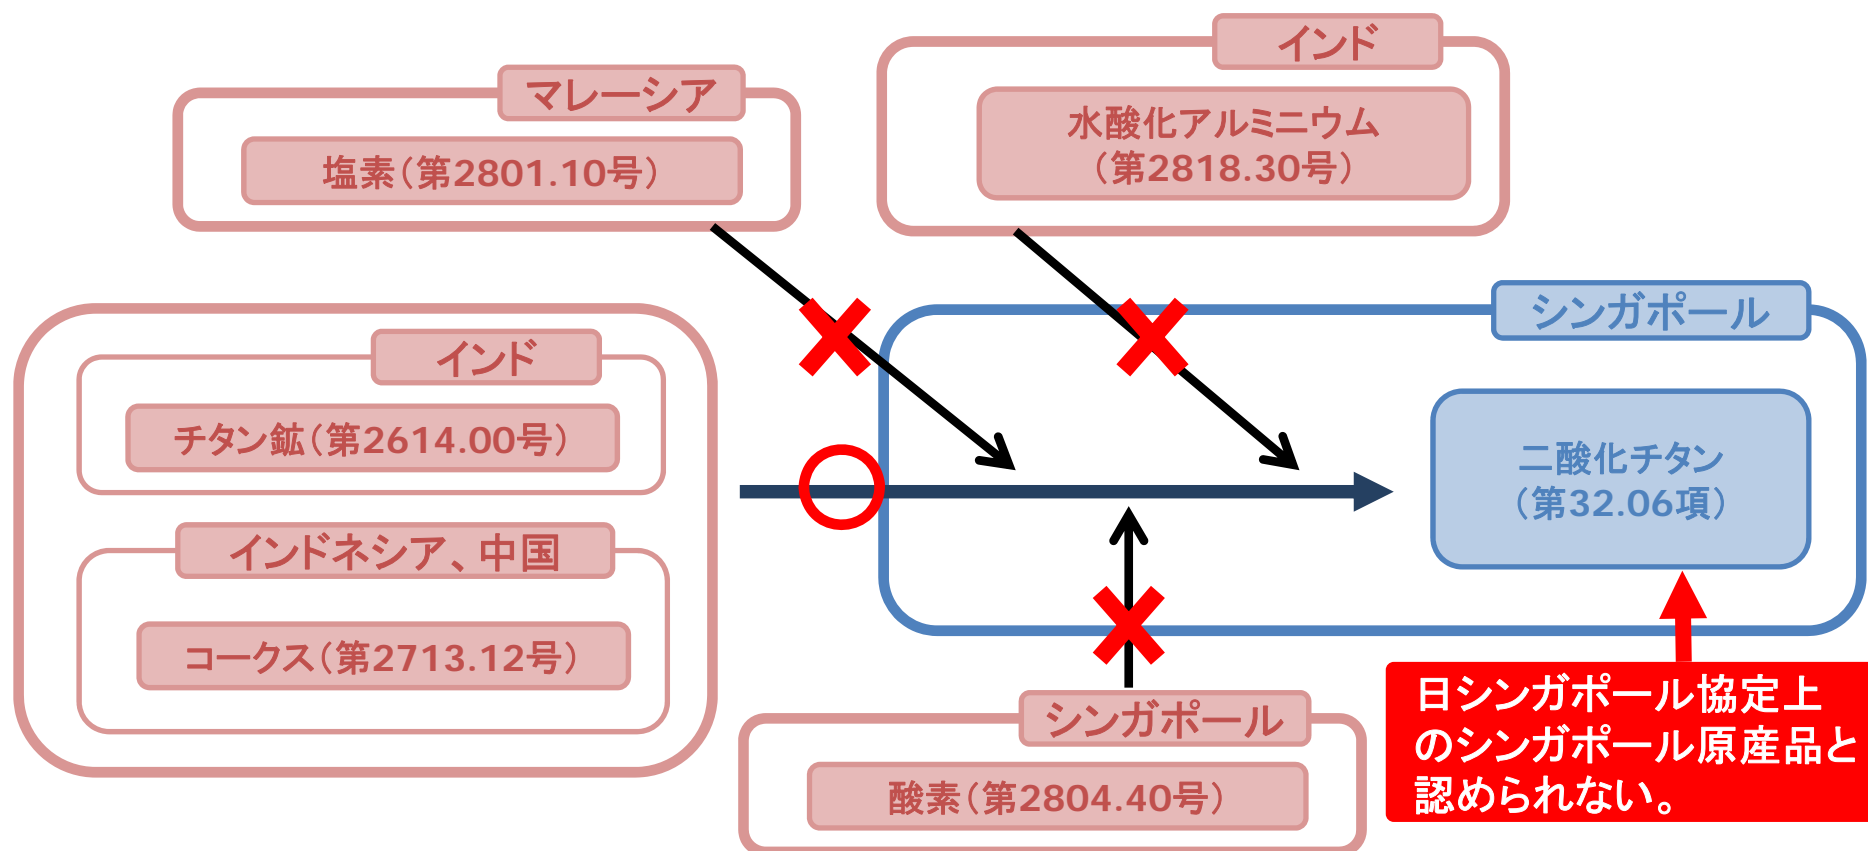 マレーシア
塩素（第2801.10号）
インド
水酸化アルミニウム
（第2818.30号）
インド
チタン鉱（第2614.00号）
インドネシア、中国
コークス（第2713.12号）
シンガポール
二酸化チタン
（第32.06項）
シンガポール
酸素（第2804.40号）
日シンガポール協定上
のシンガポール原産品と
認められない。